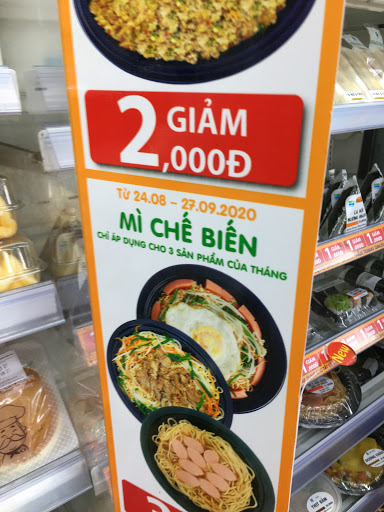 GIẢM
2,000Đ
TỪ 24.08 – 27.09.2020
MÌ CHẾ BIẾN
CHỈ ÁP DỤNG CHO 3 SẢN PHẨM CỦA THÁNG
New